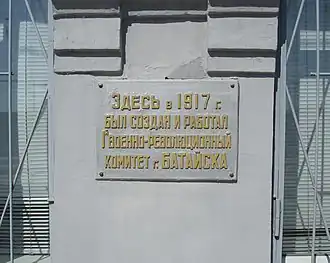 ЗДЕСЬ в 1917 г.
БЫЛ СОЗДАН И РАБОТАЛ
I ВОЕННО-РЕВОЛЮЦИОННЫЙ
КОМИТЕТ г. БАТАЙСКА